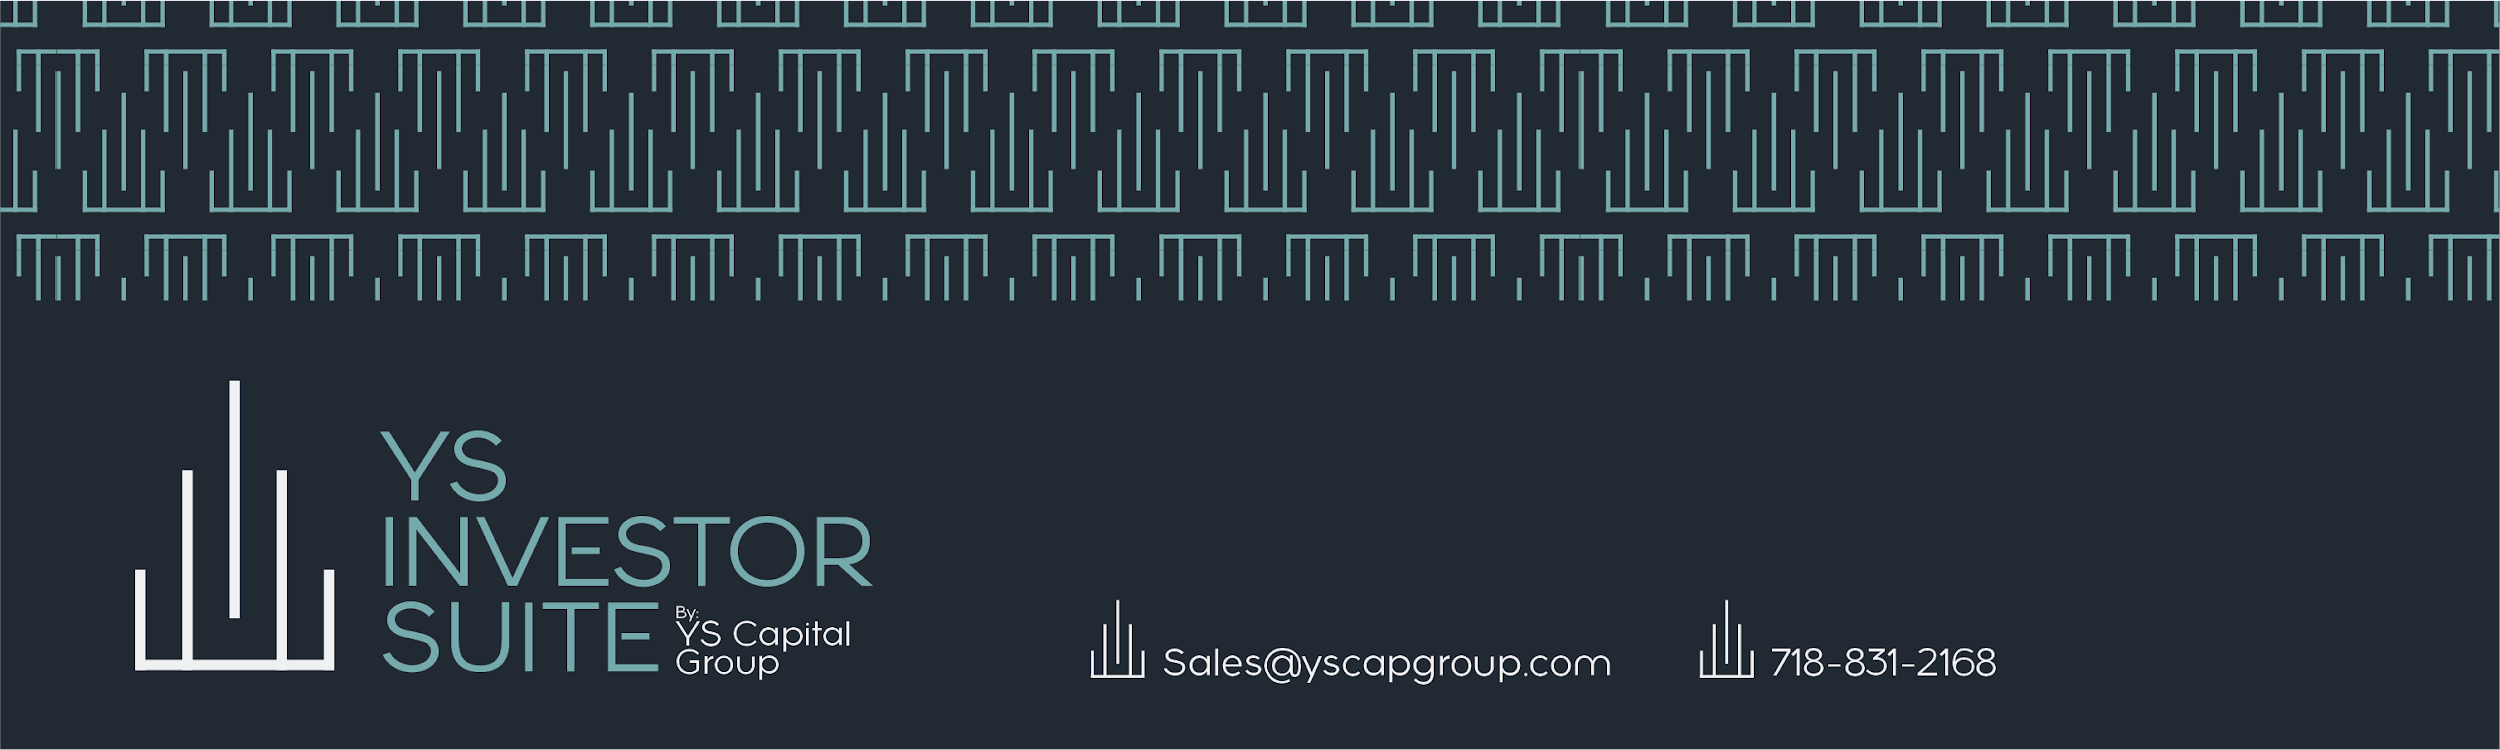 YS
INVESTOR
SUITE
By:
YS Capital
Group
Sales@yscapgroup.com
718-831-2168